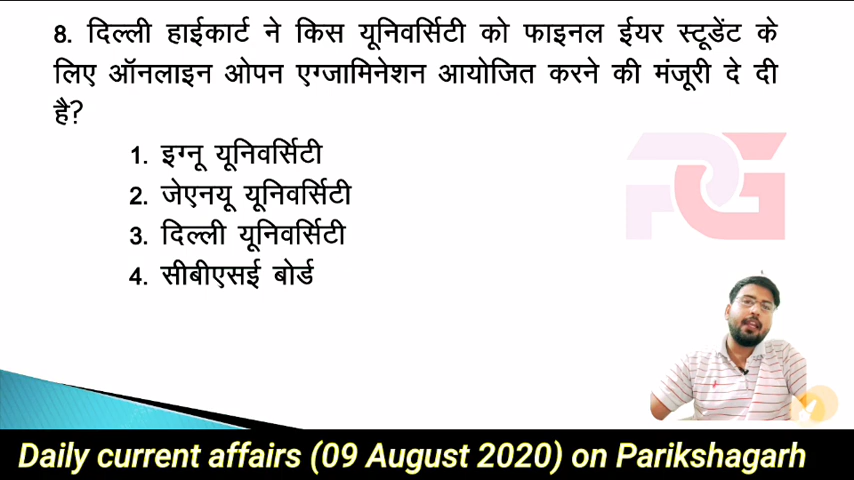 8. दिल्ली हाईकार्ट ने किस यूनिवर्सिटी को फाइनल ईयर स्टूडेंट के
लिए ऑनलाइन ओपन एग्जामिनेशन आयोजित करने की मंजूरी दे दी
है?
1. इग्नू यूनिवर्सिटी
2. जेएनयू यूनिवर्सिटी
3. दिल्ली यूनिवर्सिटी
4. सीबीएसई बोर्ड
PG
Daily current affairs (09 August 2020) on Parikshagarh